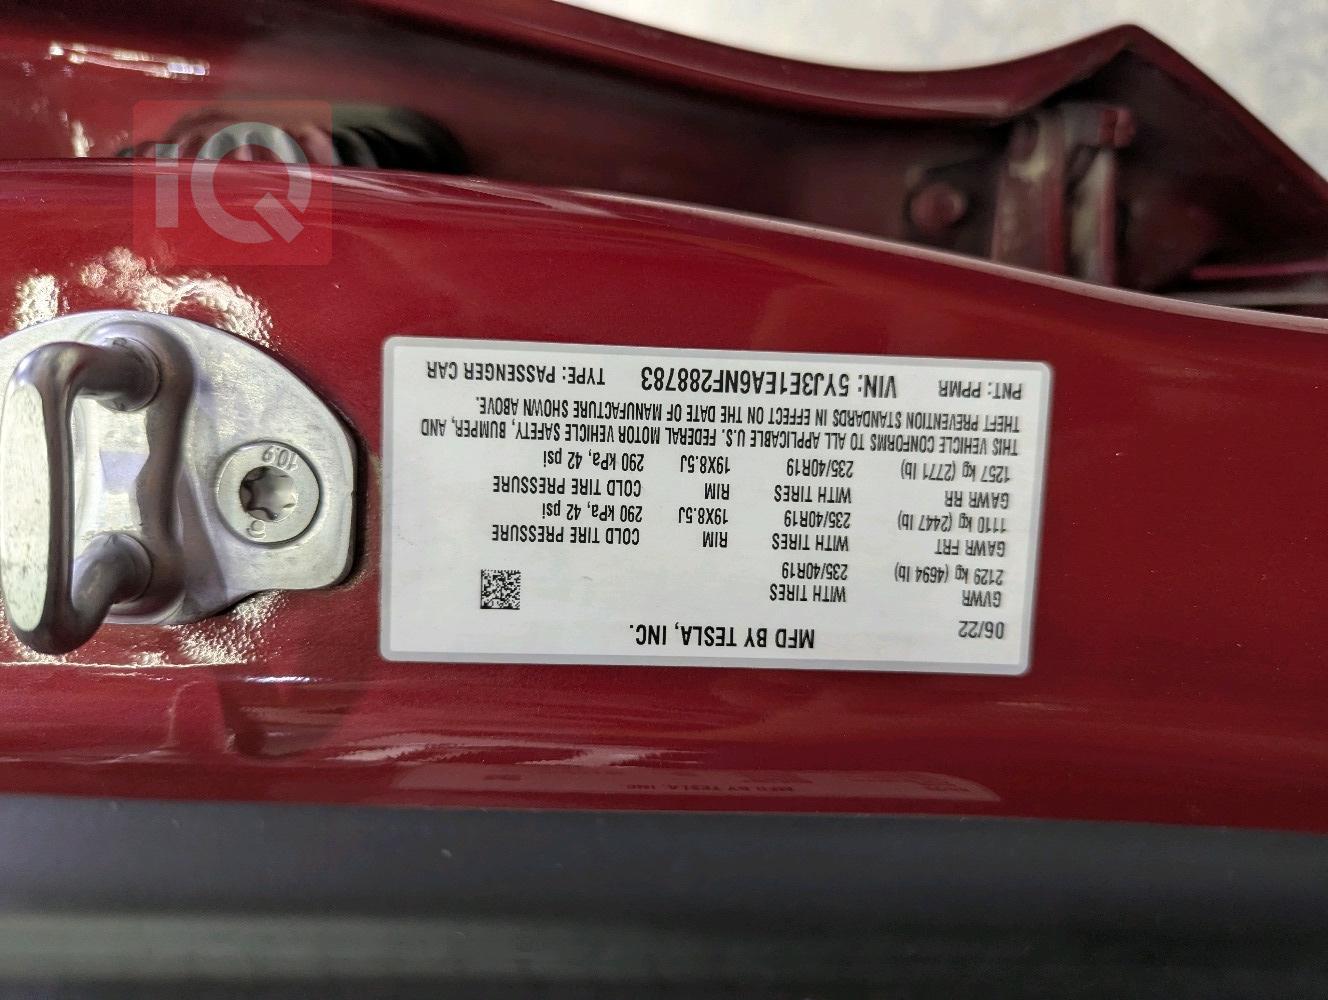 MFD BY TESLA, INC.
06/22
GVWR WITH TIRES
2129 kg (4694 lb) 235/40R19
GAWR FRT WITH TIRES RIM COLD TIRE PRESSURE
1110 kg (2447 lb) 235/40R19 19X8.5J 290 kPa, 42 psi
GAWR RR WITH TIRES RIM COLD TIRE PRESSURE
1257 kg (2771 lb) 235/40R19 19X8.5J 290 kPa, 42 psi
THIS VEHICLE CONFORMS TO ALL APPLICABLE U.S. FEDERAL MOTOR VEHICLE SAFETY, BUMPER, AND
THEFT PREVENTION STANDARDS IN EFFECT ON THE DATE OF MANUFACTURE SHOWN ABOVE.
PNT: PPMR VIN: 5YJ3E1EA6NF288783 TYPE: PASSENGER CAR
10.9
iQ